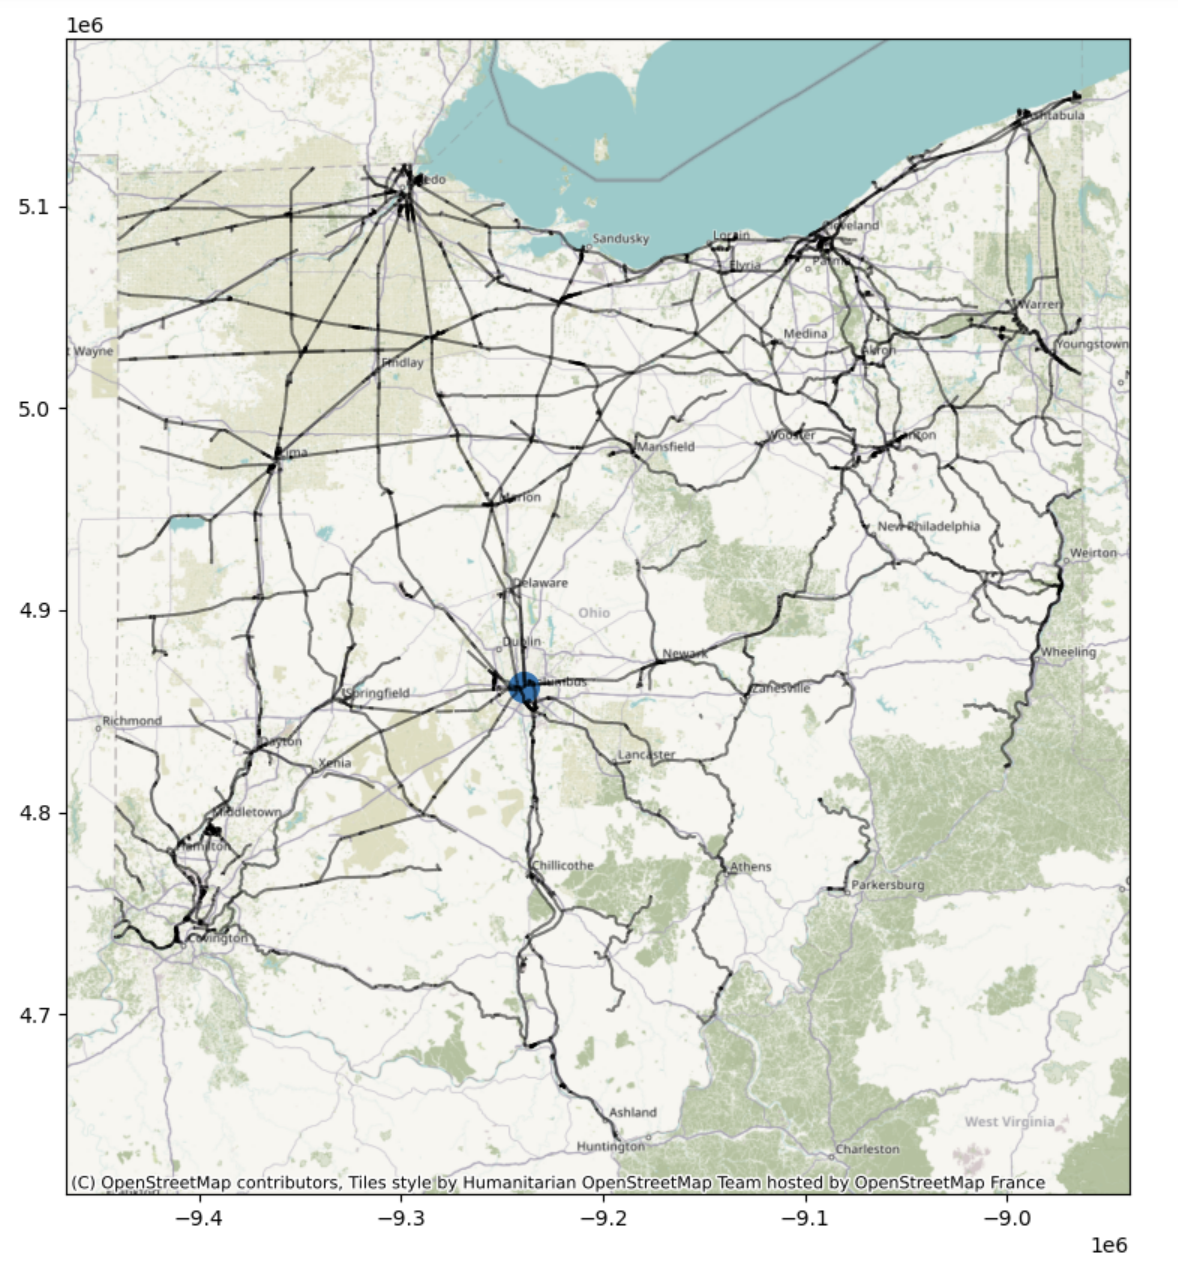 1e6
5.1
5.0
4.9
4.8
4.7
Ashtabula
Cleveland
Lorain
Sandusky
Elyria
Parma
Warren
Medina
Youngstown
Wayne
Akron
Findlay
Wooster
Canton
Mansfield
Lima
Marion
New Philadelphia
Weirton
Delaware
Ohio
Dublin
Wheeling
Newark
Zanesville
Springfield
Richmond
Dayton
Lancaster
Xenia
Middletown
Hamilton
Chillicothe
Athens
Parkersburg
Covington
Ashland
West Virginia
Huntington
Charleston
(C) OpenStreetMap contributors, Tiles style by Humanitarian OpenStreetMap Team hosted by OpenStreetMap France
−9.4 −9.3 −9.2 −9.1 −9.0
1e6